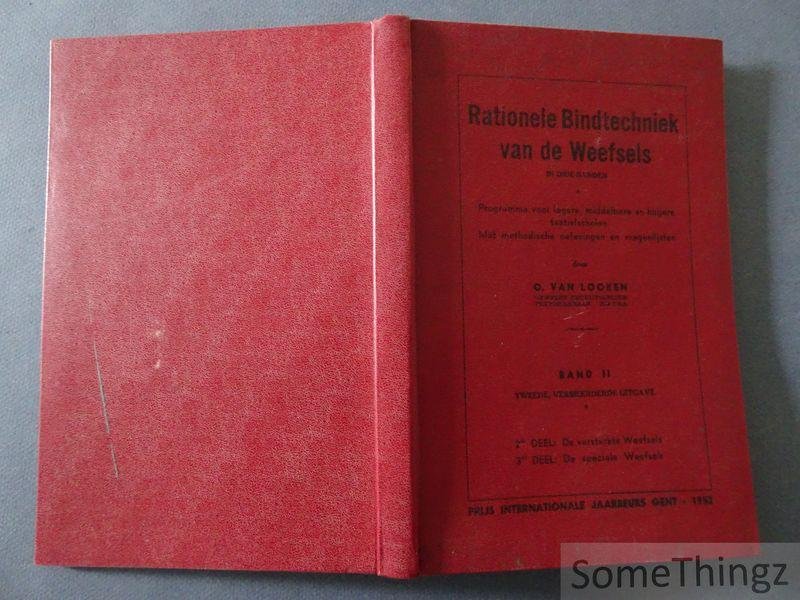 Rationele Bindtechniek
van de Weefsels
IN DRIE BANDEN
Programma voor lagere, middelbare en hogere
textielscholen
Met methodische oefeningen en vragenlijsten
door
O. VAN LOOKEN
BAND II
TWEEDE, VERMEERDERDE UITGAVE
2e DEEL: De versterkte Weefsels
3e DEEL: De speciale Weefsels
PRIJS INTERNATIONALE JAARBEURS GENT - 1952
SomeThingz